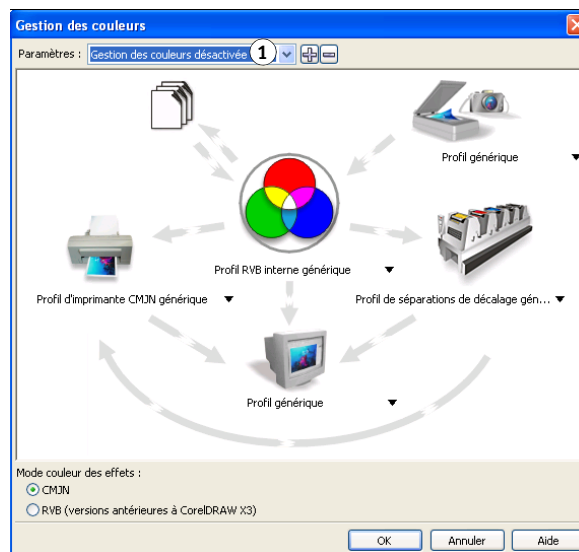 Gestion des couleurs
Paramètres : Gestion des couleurs désactivée 1
Profil générique
Profil RVB interne générique
Profil d'imprimante CMJN générique
Profil de séparations de décalage gén...
Profil générique
Mode couleur des effets :
CMJN
RVB (versions antérieures à CorelDRAW X3)
OK Annuler Aide